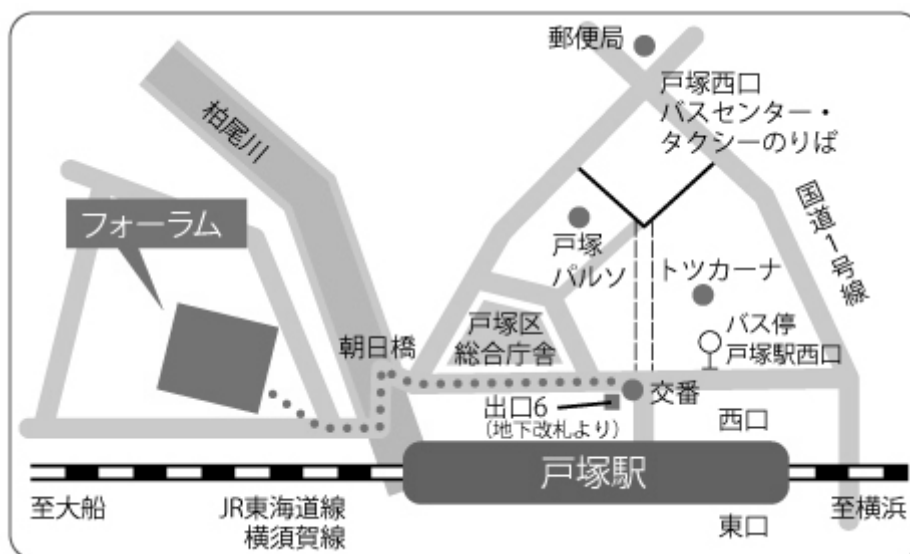 郵便局
戸塚西口
バスセンター・
タクシーのりば
柏尾川
国道1号線
フォーラム
戸塚
パルソ
トツカーナ
戸塚区
総合庁舎
バス停
戸塚駅西口
朝日橋
交番
出口6
(地下改札より)
西口
戸塚駅
至大船
JR東海道線
横須賀線
至横浜
東口